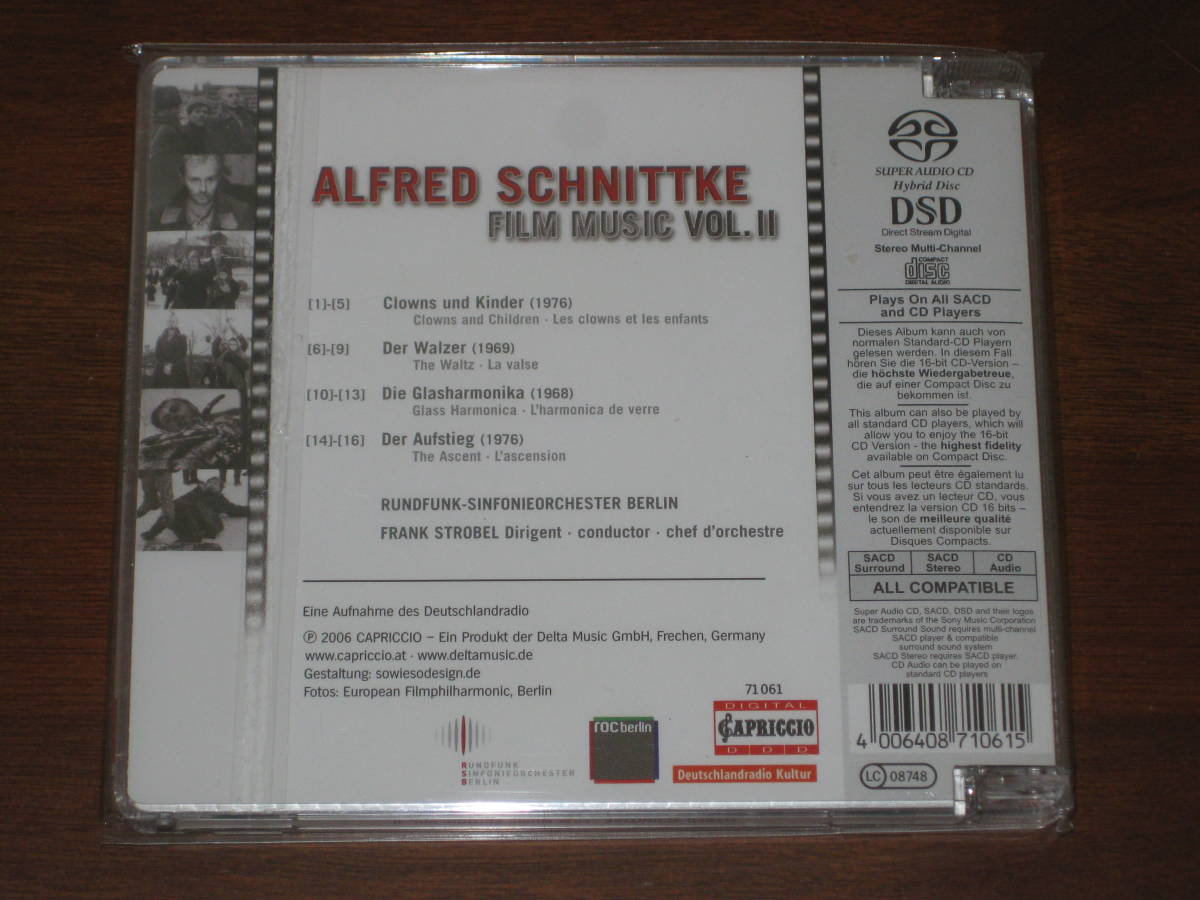 ALFRED SCHNITTKE
FILM MUSIC VOL. II
[1]-[5] Clowns und Kinder (1976)
Clowns and Children · Les clowns et les enfants
[6]-[9] Der Walzer (1969)
The Waltz · La valse
[10]-[13] Die Glasharmonika (1968)
Glass Harmonica · L'harmonica de verre
[14]-[16] Der Aufstieg (1976)
The Ascent · L'ascension
RUNDFUNK-SINFONIEORCHESTER BERLIN
FRANK STROBEL Dirigent · conductor · chef d'orchestre
Eine Aufnahme des Deutschlandradio
℗ 2006 CAPRICCIO – Ein Produkt der Delta Music GmbH, Frechen, Germany
www.capriccio.at · www.deltamusic.de
Gestaltung: sowiesodesign.de
Fotos: European Filmphilharmonic, Berlin
71 061
RUNDFUNK
SINFONIEORCHESTER
BERLIN
rocberlin
DIGITAL
CAPRICCIO
D D D
Deutschlandradio Kultur
SUPER AUDIO CD
Hybrid Disc
DSD
Direct Stream Digital
Stereo Multi-Channel
COMPACT
disc
DIGITAL AUDIO
Plays On All SACD
and CD Players
Dieses Album kann auch von
normalen Standard-CD Playern
gelesen werden. In diesem Fall
hören Sie die 16-bit CD-Version –
die höchste Wiedergabetreue,
die auf einer Compact Disc zu
bekommen ist.
This album can also be played by
all standard CD players, which will
allow you to enjoy the 16-bit
CD Version - the highest fidelity
available on Compact Disc.
Cet album peut être également lu
sur tous les lecteurs CD standards.
Si vous avez un lecteur CD, vous
entendrez la version CD 16 bits –
le son de meilleure qualité
actuellement disponible sur
Disques Compacts.
SACD Surround SACD Stereo CD Audio
ALL COMPATIBLE
Super Audio CD, SACD, DSD and their logos
are trademarks of the Sony Music Corporation
SACD Surround Sound requires multi-channel
SACD player & compatible
surround sound system
SACD Stereo requires SACD player.
CD Audio can be played on
standard CD players
4 006408 710615
LC 08748